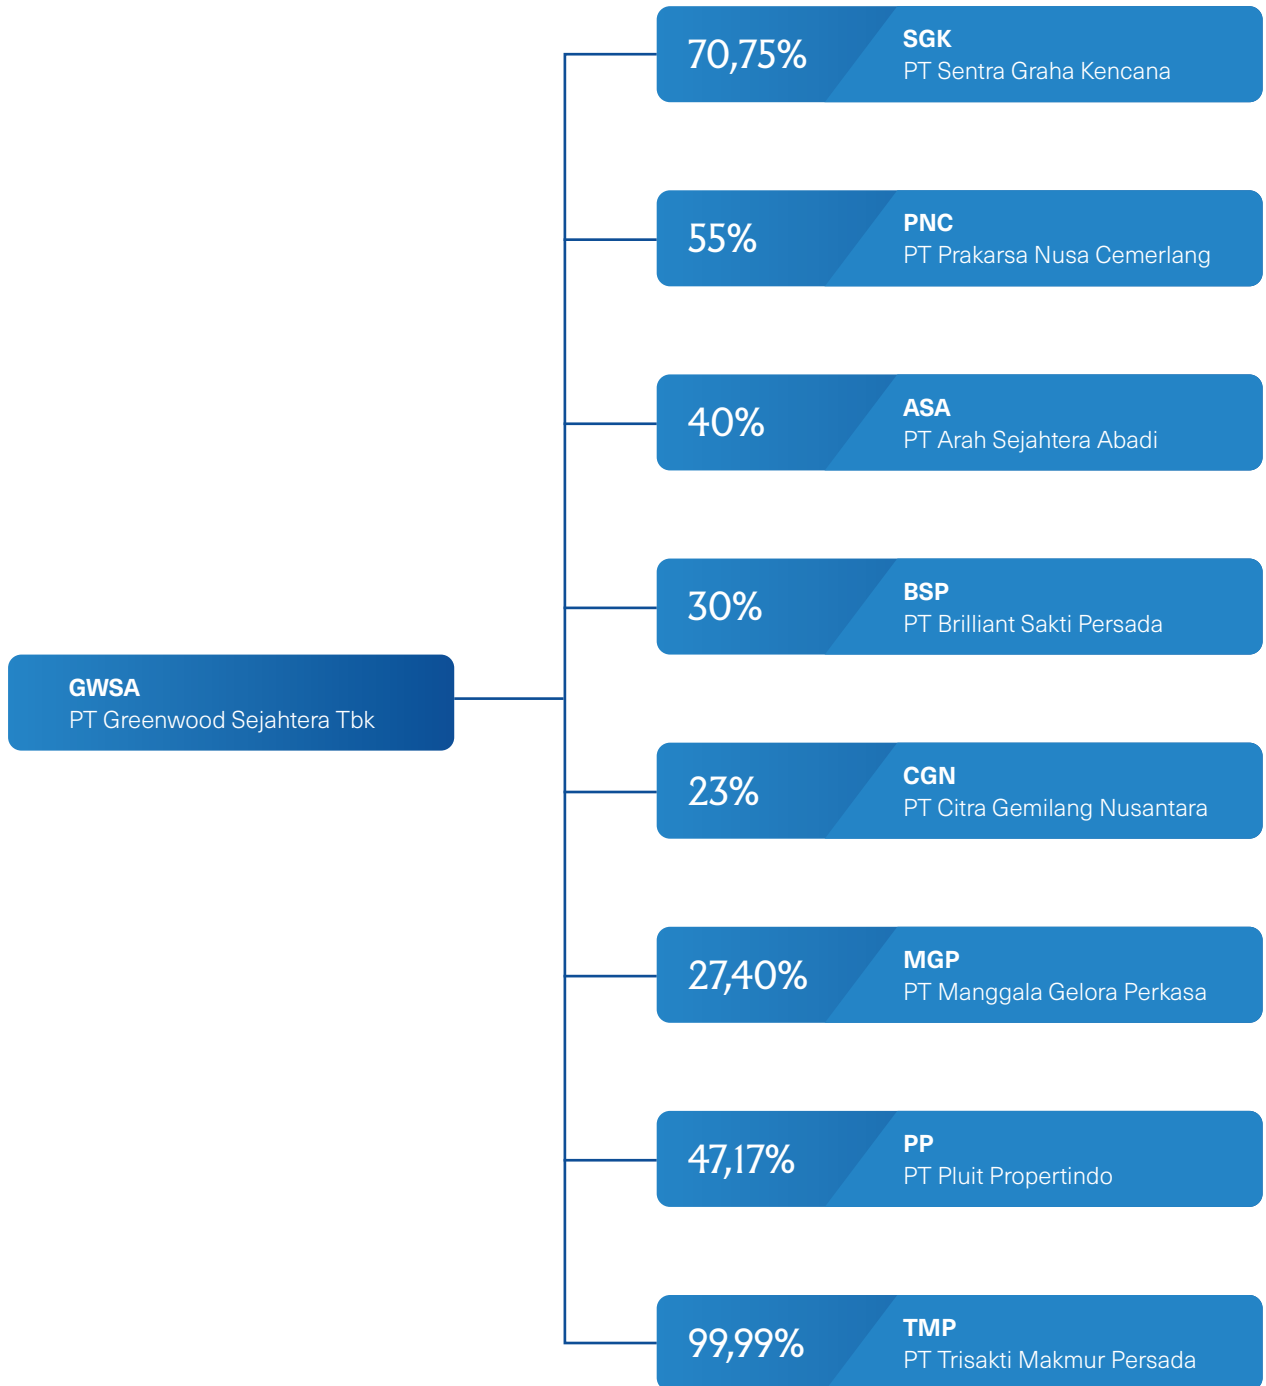 70,75%
SGK
PT Sentra Graha Kencana
55%
PNC
PT Prakarsa Nusa Cemerlang
40%
ASA
PT Arah Sejahtera Abadi
30%
BSP
PT Brilliant Sakti Persada
GWSA
PT Greenwood Sejahtera Tbk
23%
CGN
PT Citra Gemilang Nusantara
27,40%
MGP
PT Manggala Gelora Perkasa
47,17%
PP
PT Pluit Propertindo
99,99%
TMP
PT Trisakti Makmur Persada